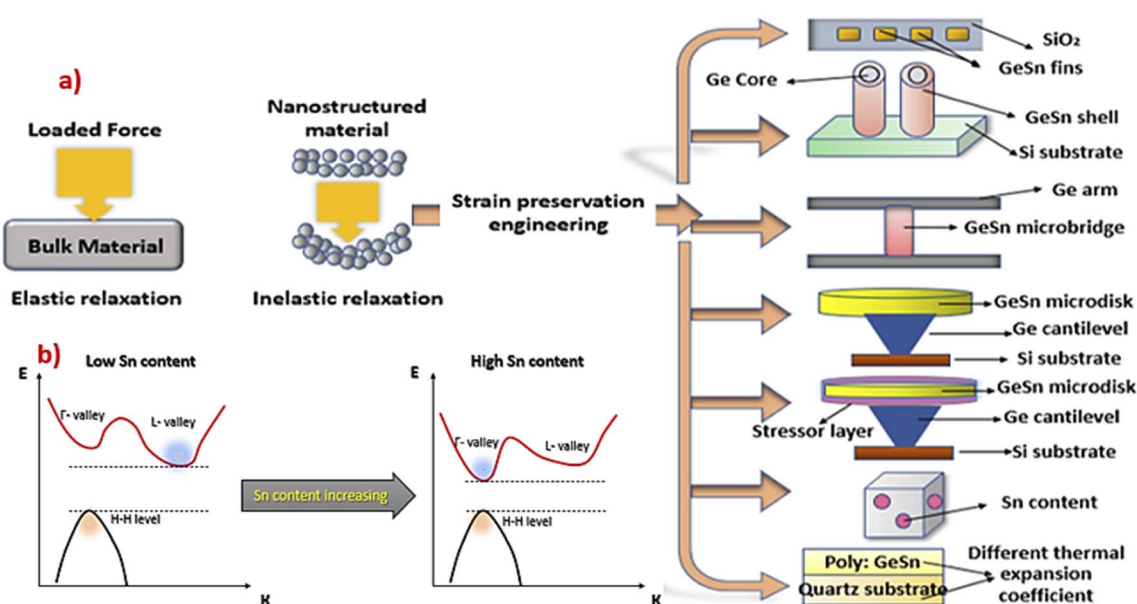 a)
Loaded Force
Bulk Material
Elastic relaxation
Nanostructured
material
Inelastic relaxation
Strain preservation
engineering
SiO₂
GeSn fins
Ge Core
GeSn shell
Si substrate
Ge arm
GeSn microbridge
GeSn microdisk
Ge cantilevel
Si substrate
GeSn microdisk
Ge cantilevel
Stressor layer
Si substrate
Sn content
Poly: GeSn
Quartz substrate
Different thermal
expansion
coefficient
b)
Low Sn content
E
Γ- valley
L- valley
H-H level
K
Sn content increasing
High Sn content
E
Γ- valley
L- valley
H-H level
K